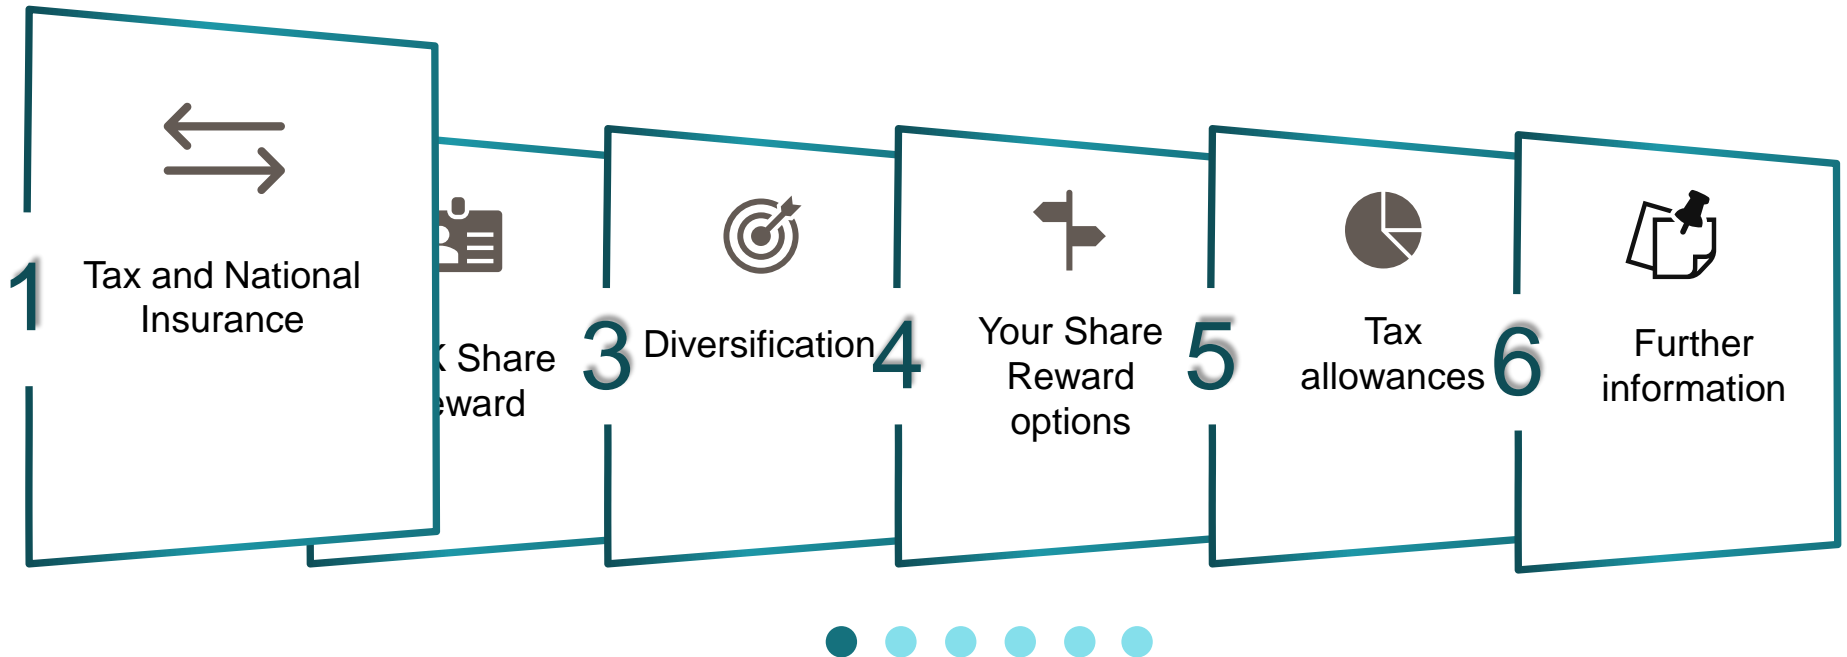 1
Tax and National
Insurance
Share
3
Diversification
4
Your Share
Reward
options
5
Tax
allowances
6
Further
information